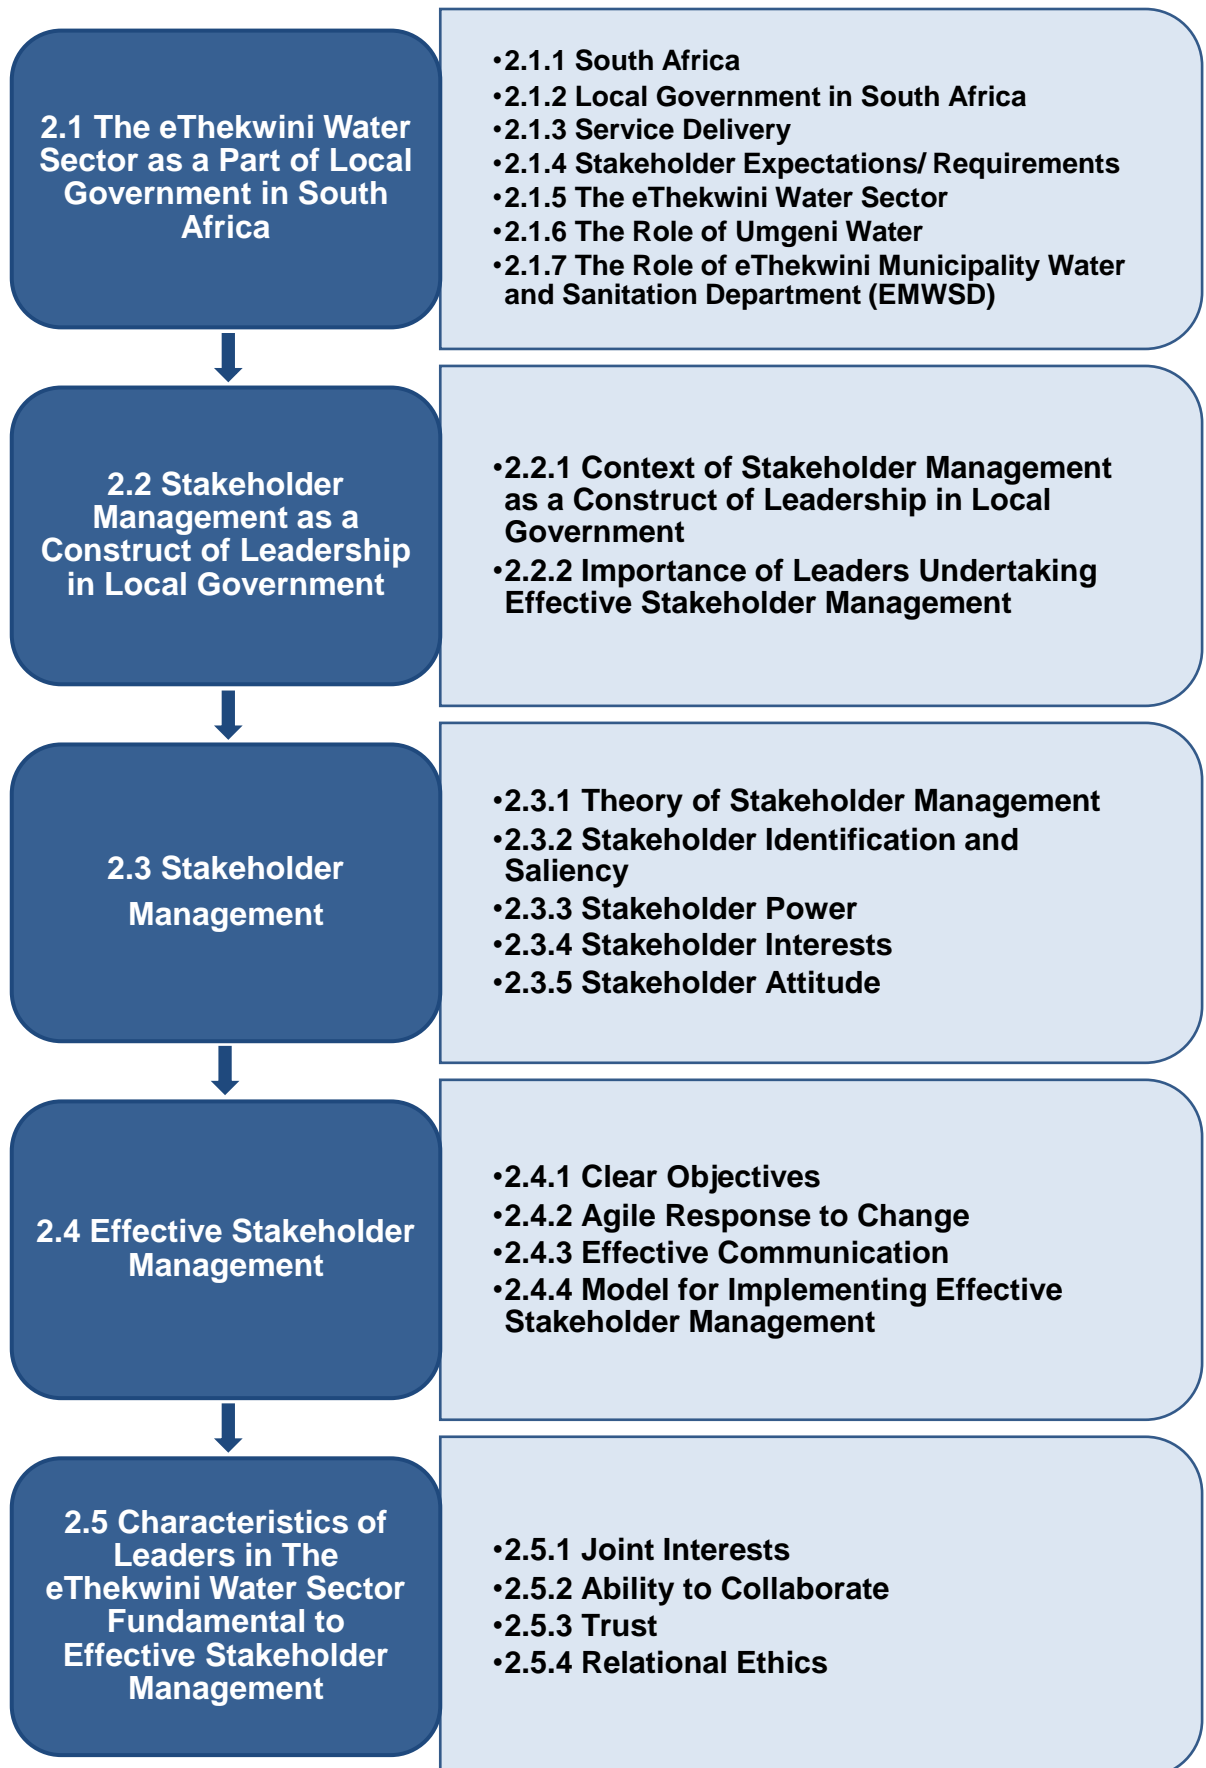 2.1 The eThekwini Water
Sector as a Part of Local
Government in South
Africa
•2.1.1 South Africa
•2.1.2 Local Government in South Africa
•2.1.3 Service Delivery
•2.1.4 Stakeholder Expectations/ Requirements
•2.1.5 The eThekwini Water Sector
•2.1.6 The Role of Umgeni Water
•2.1.7 The Role of eThekwini Municipality Water
and Sanitation Department (EMWSD)
2.2 Stakeholder
Management as a
Construct of Leadership
in Local Government
•2.2.1 Context of Stakeholder Management
as a Construct of Leadership in Local
Government
•2.2.2 Importance of Leaders Undertaking
Effective Stakeholder Management
2.3 Stakeholder
Management
•2.3.1 Theory of Stakeholder Management
•2.3.2 Stakeholder Identification and
Saliency
•2.3.3 Stakeholder Power
•2.3.4 Stakeholder Interests
•2.3.5 Stakeholder Attitude
2.4 Effective Stakeholder
Management
•2.4.1 Clear Objectives
•2.4.2 Agile Response to Change
•2.4.3 Effective Communication
•2.4.4 Model for Implementing Effective
Stakeholder Management
2.5 Characteristics of
Leaders in The
eThekwini Water Sector
Fundamental to
Effective Stakeholder
Management
•2.5.1 Joint Interests
•2.5.2 Ability to Collaborate
•2.5.3 Trust
•2.5.4 Relational Ethics